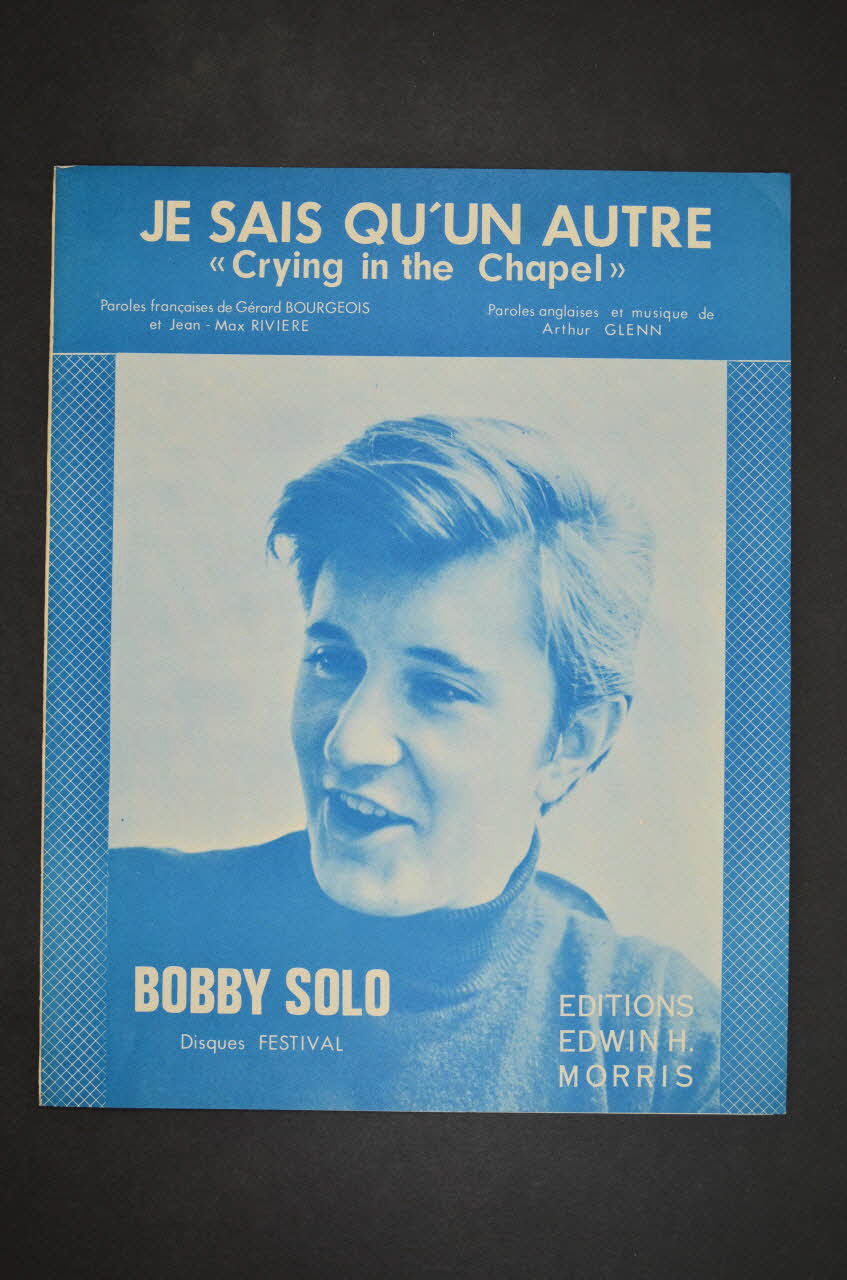 JE SAIS QU'UN AUTRE
«Crying in the Chapel»
Paroles françaises de Gérard BOURGEOIS
et Jean - Max RIVIERE
Paroles anglaises et musique de
Arthur GLENN
BOBBY SOLO
Disques FESTIVAL
EDITIONS
EDWIN H.
MORRIS